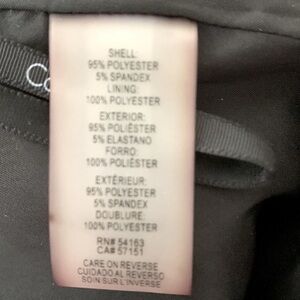 SHELL:
95% POLYESTER
5% SPANDEX
LINING:
100% POLYESTER
EXTERIOR:
95% POLIÉSTER
5% ELASTANO
FORRO:
100% POLIÉSTER
EXTÉRIEUR:
95% POLYESTER
5% SPANDEX
DOUBLURE:
100% POLYESTER
RN# 54163
CA# 57151
CARE ON REVERSE
CUIDADO AL REVERSO
SOIN SUR L'INVERSE